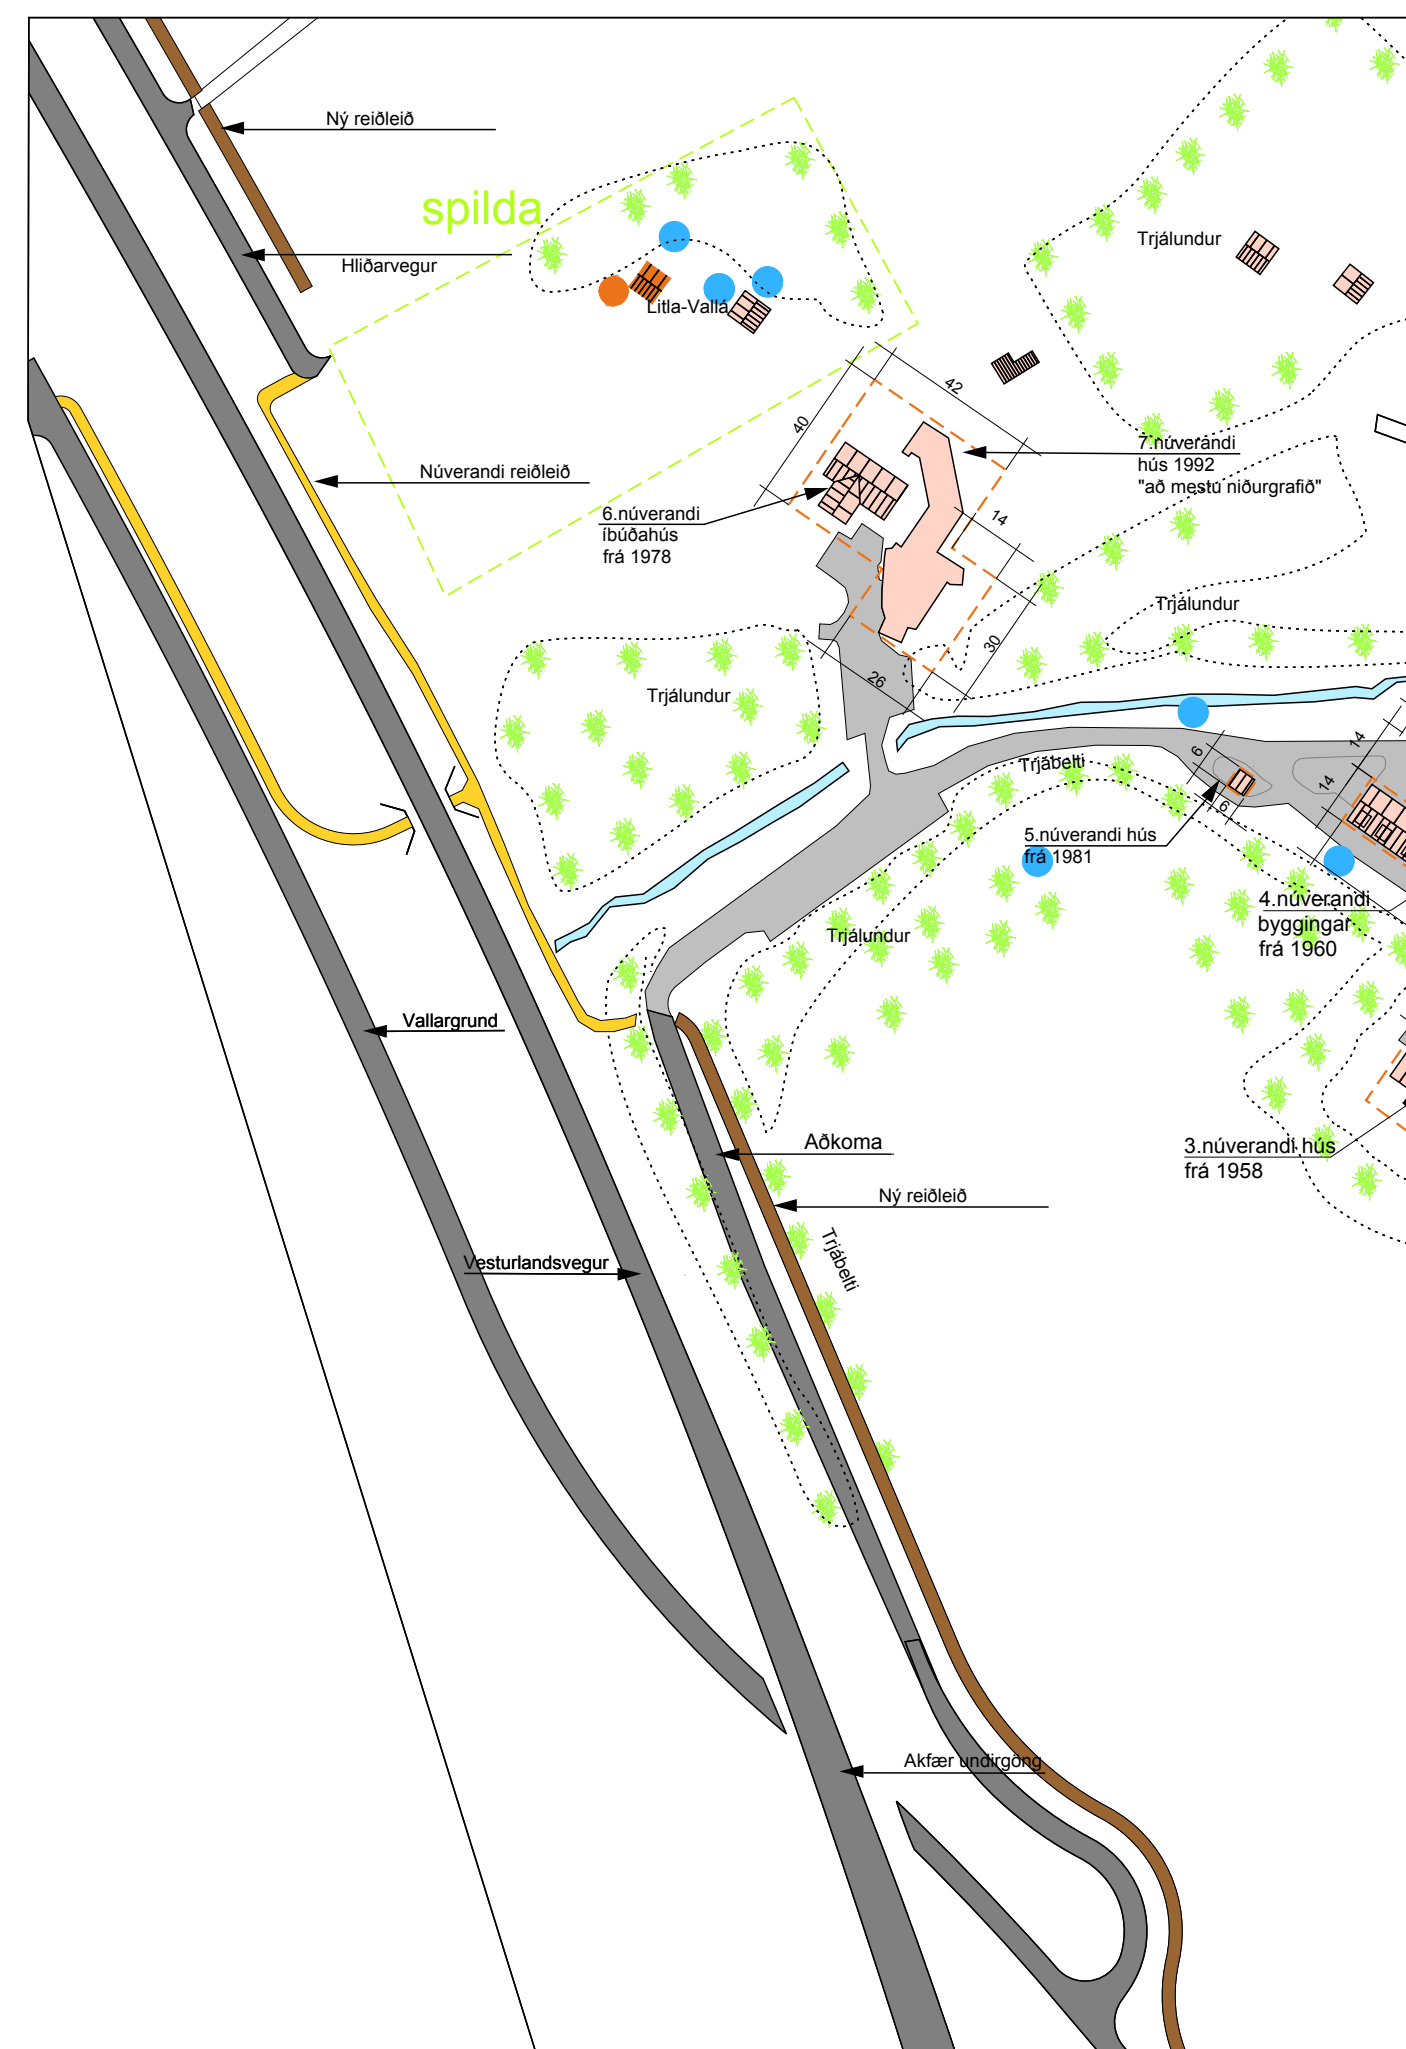 Ný reiðleið
spilda
Hliðarvegur
Trjálundur
Litla-Vallá
42
40
7.núverandi
hús 1992
"að mestu niðurgrafið"
Núverandi reiðleið
6.núverandi
íbúðahús
frá 1978
14
Trjálundur
30
26
Trjálundur
14
6
Trjábelti
14
6
5.núverandi hús
frá 1981
4.núverandi
byggingar
frá 1960
Trjálundur
Vallargrund
Aðkoma
3.núverandi hús
frá 1958
Ný reiðleið
Trjábelti
Vesturlandsvegur
Akfær undirgöng